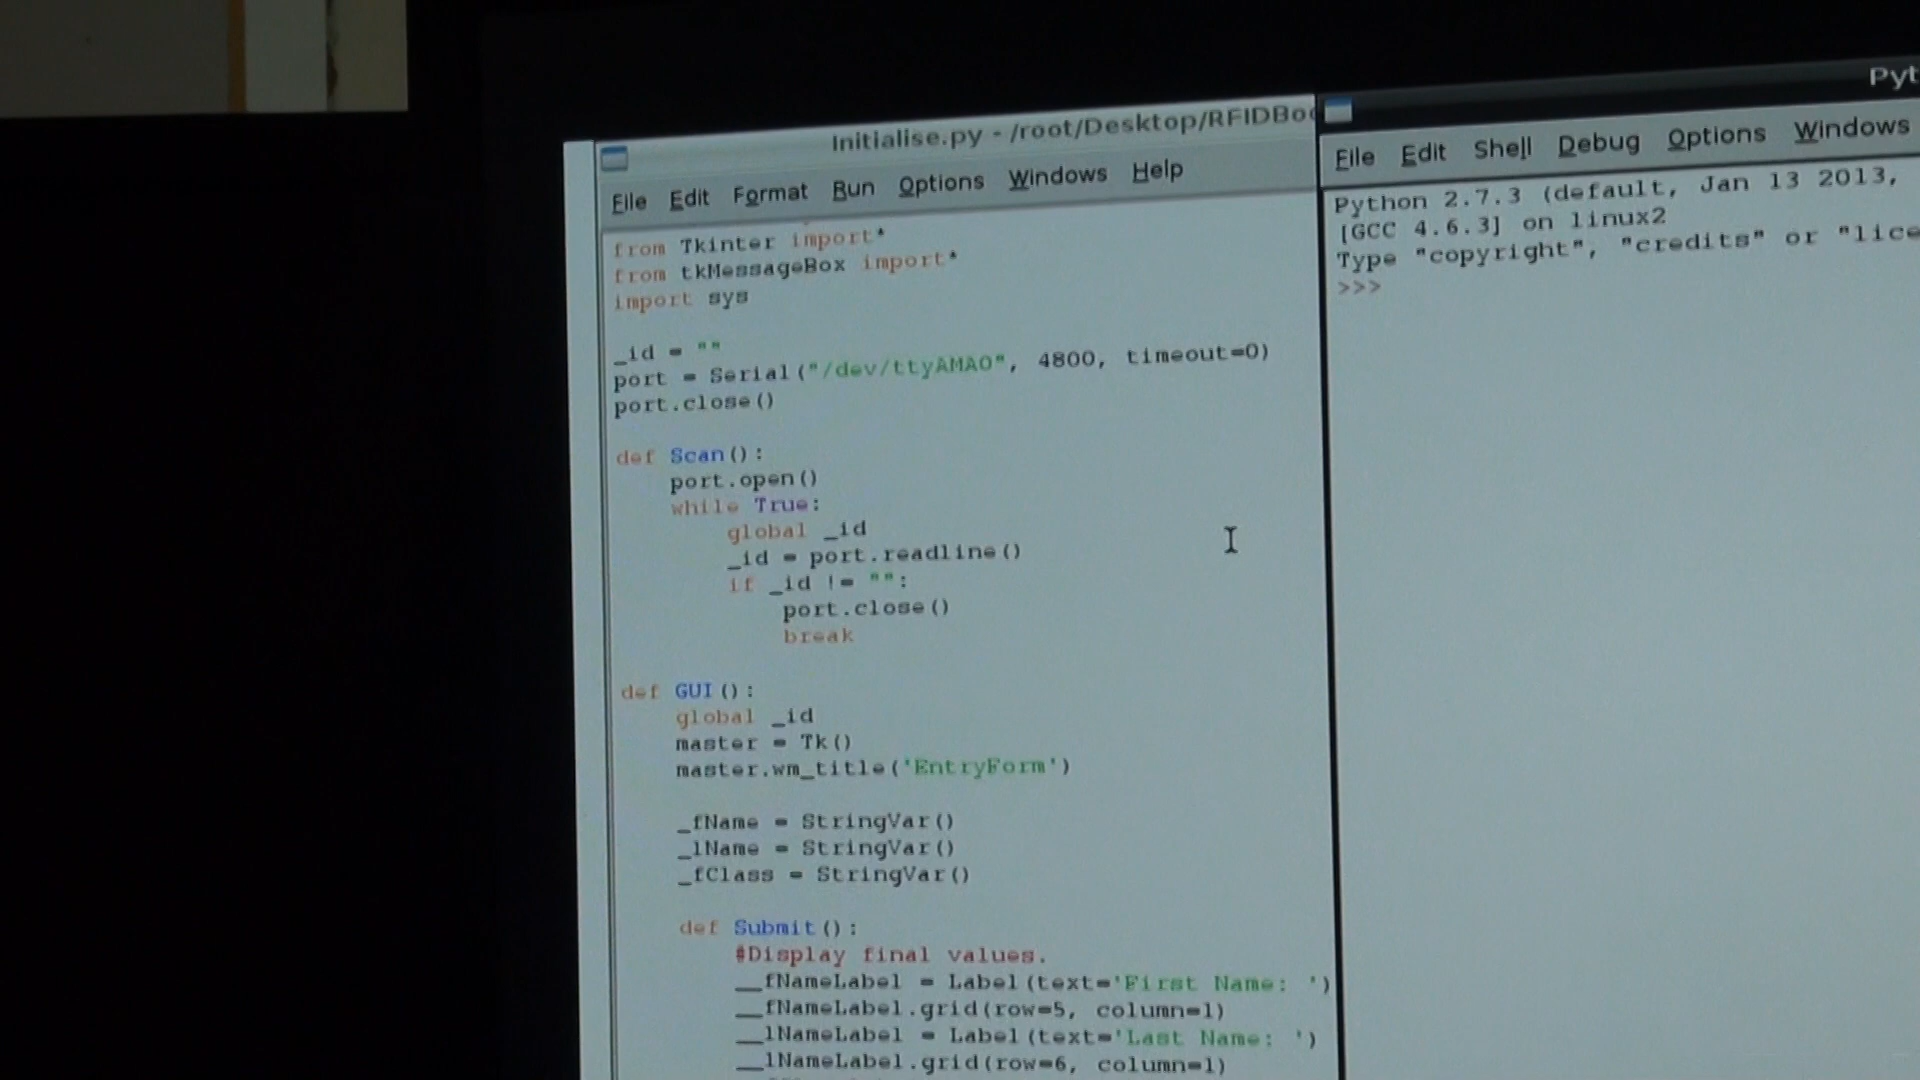 Initialise.py - /root/Desktop/RFIDBo
File Edit Format Run Options Windows Help
from Tkinter import*
from tkMessageBox import*
import sys
_id = ""
port = Serial("/dev/ttyAMA0", 4800, timeout=0)
port.close()
def Scan():
port.open()
while True:
global _id
_id = port.readline()
if _id != "":
port.close()
break
def GUI():
global _id
master = Tk()
master.wm_title('EntryForm')
_fName = StringVar()
_lName = StringVar()
_fClass = StringVar()
def Submit():
#Display final values.
__fNameLabel = Label(text='First Name: ')
__fNameLabel.grid(row=5, column=1)
__lNameLabel = Label(text='Last Name: ')
__lNameLabel.grid(row=6, column=1)
Pyt
File Edit Shell Debug Options Windows
Python 2.7.3 (default, Jan 13 2013,
[GCC 4.6.3] on linux2
Type "copyright", "credits" or "lice
>>>